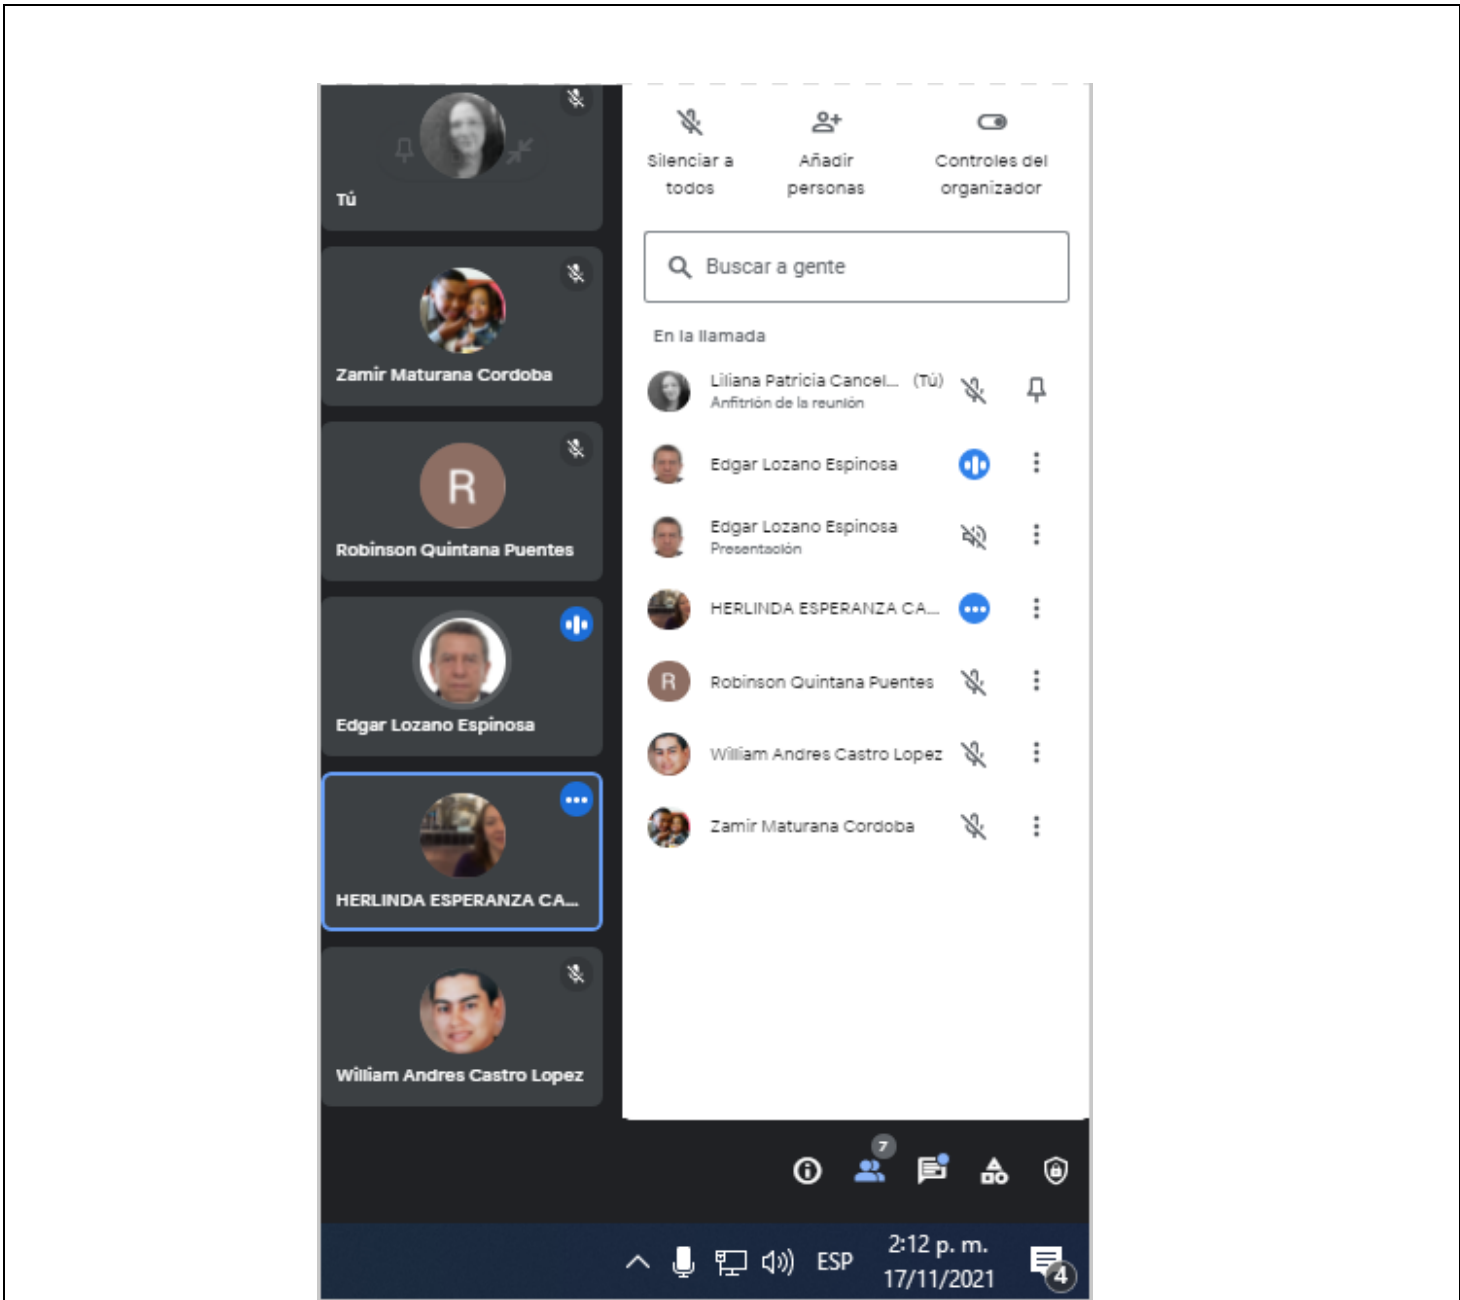 Tú
Zamir Maturana Cordoba
R
Robinson Quintana Puentes
Edgar Lozano Espinosa
HERLINDA ESPERANZA CA...
William Andres Castro Lopez
Silenciar a
todos
Añadir
personas
Controles del
organizador
Buscar a gente
En la llamada
Liliana Patricia Cancel... (Tú)
Anfitrión de la reunión
Edgar Lozano Espinosa
Edgar Lozano Espinosa
Presentación
HERLINDA ESPERANZA CA...
R
Robinson Quintana Puentes
William Andres Castro Lopez
Zamir Maturana Cordoba
7
ESP
2:12 p. m.
17/11/2021
4